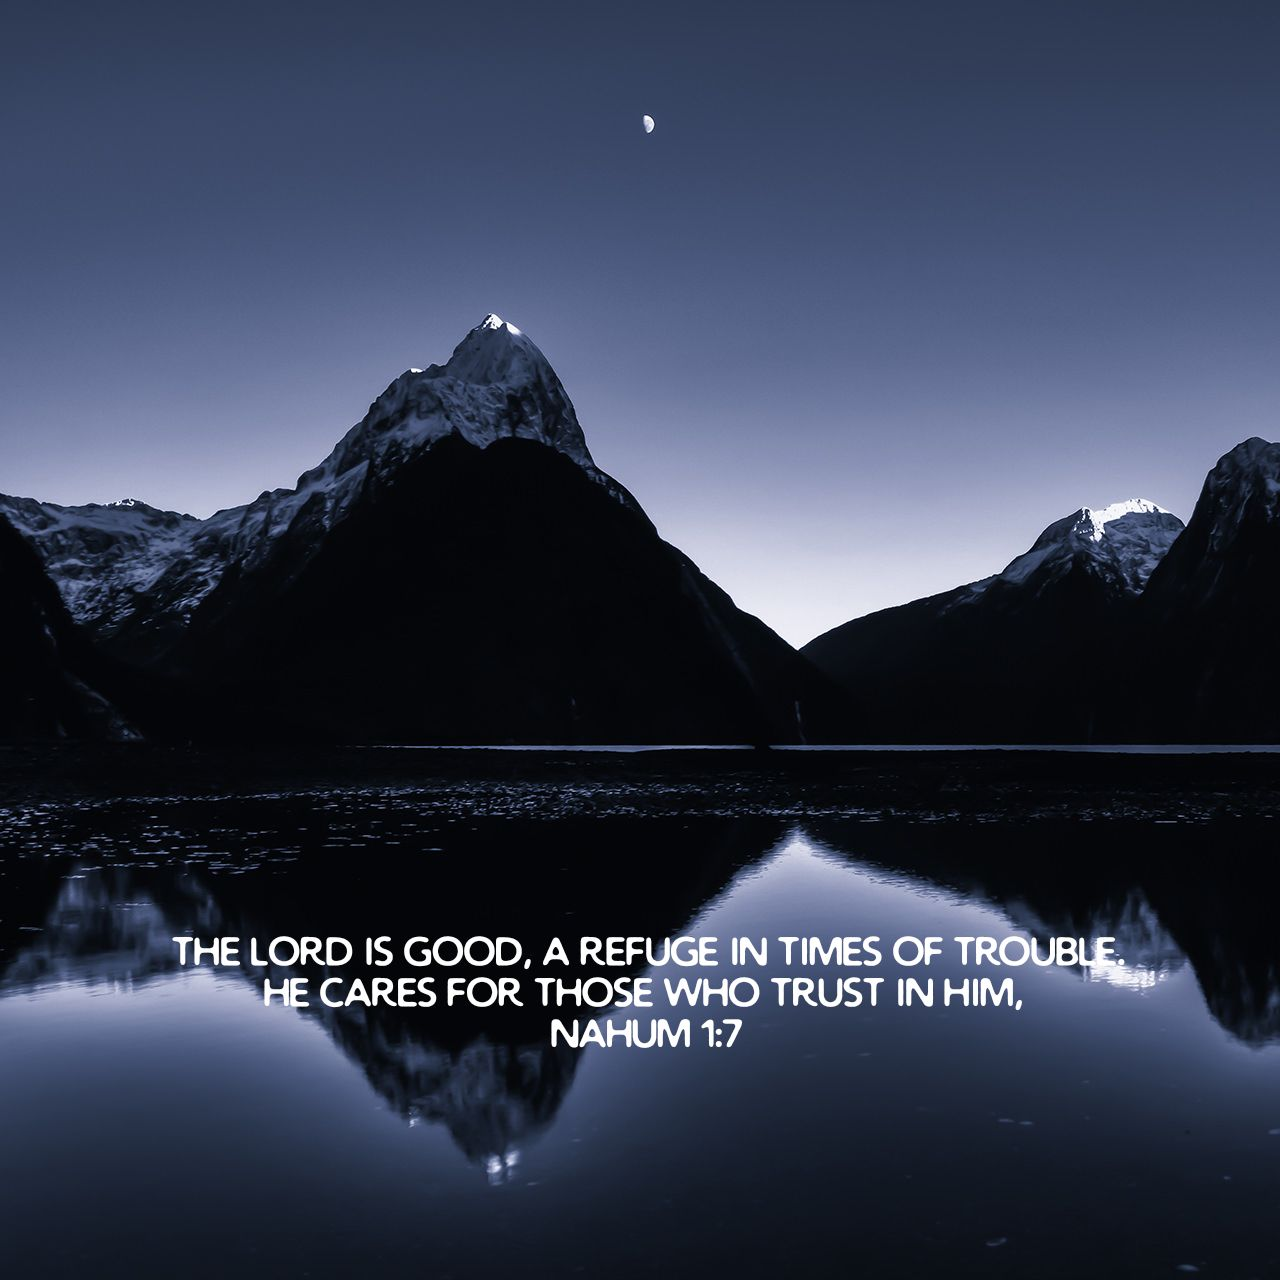 THE LORD IS GOOD, A REFUGE IN TIMES OF TROUBLE.
HE CARES FOR THOSE WHO TRUST IN HIM,
NAHUM 1:7